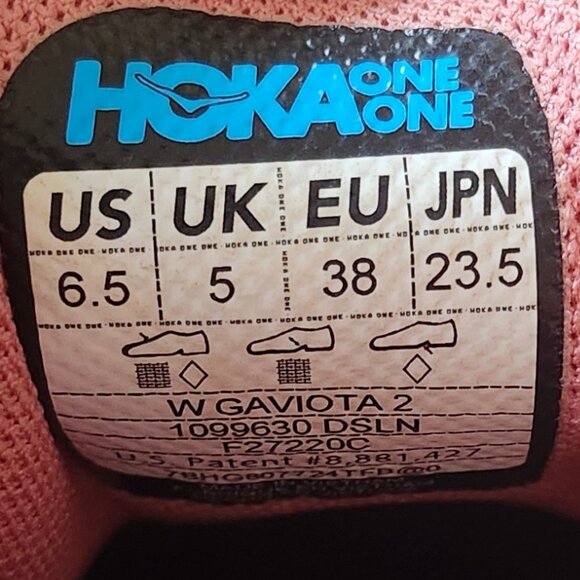 HOKA ONE ONE
US UK EU JPN
6.5 5 38 23.5
W GAVIOTA 2
1099630 DSLN
F27220C
U.S. Patent #8,881,427